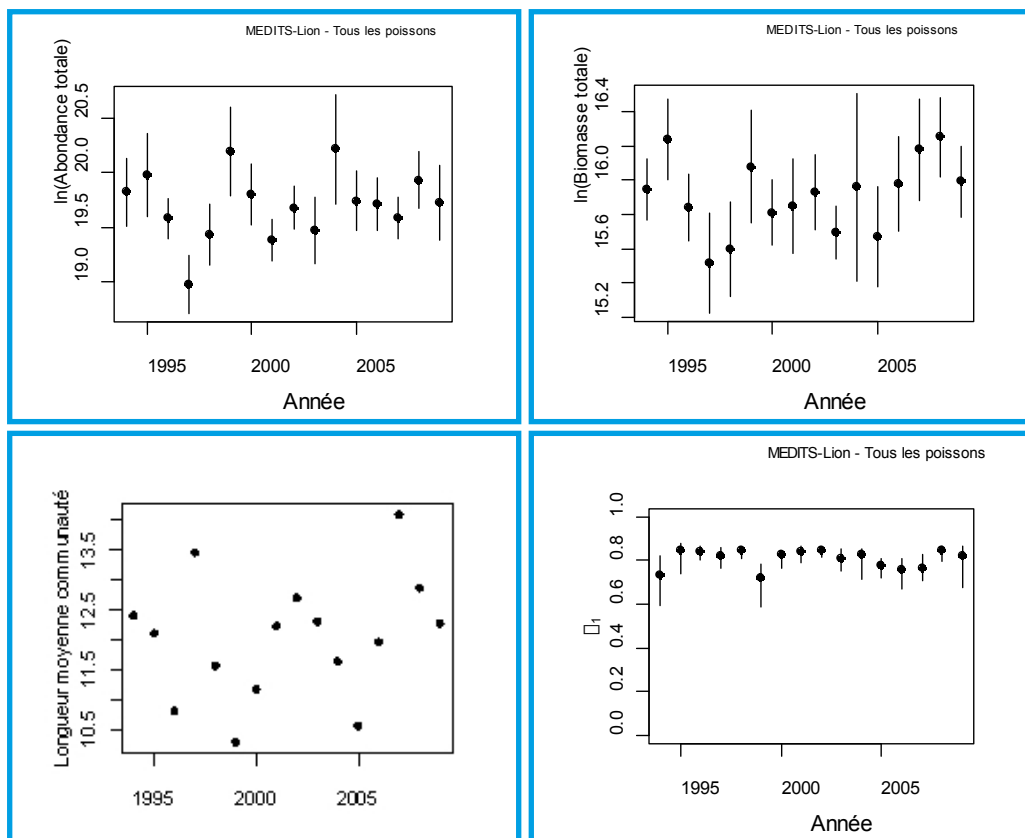 MEDITS-Lion - Tous les poissons
ln(Abondance totale)
20.5
20.0
19.5
19.0
1995 2000 2005
Année
MEDITS-Lion - Tous les poissons
ln(Biomasse totale)
16.4
16.0
15.6
15.2
1995 2000 2005
Année
Longueur moyenne communauté
13.5
12.5
11.5
10.5
1995 2000 2005
MEDITS-Lion - Tous les poissons
□1
1.0
0.8
0.6
0.4
0.2
0.0
1995 2000 2005
Année